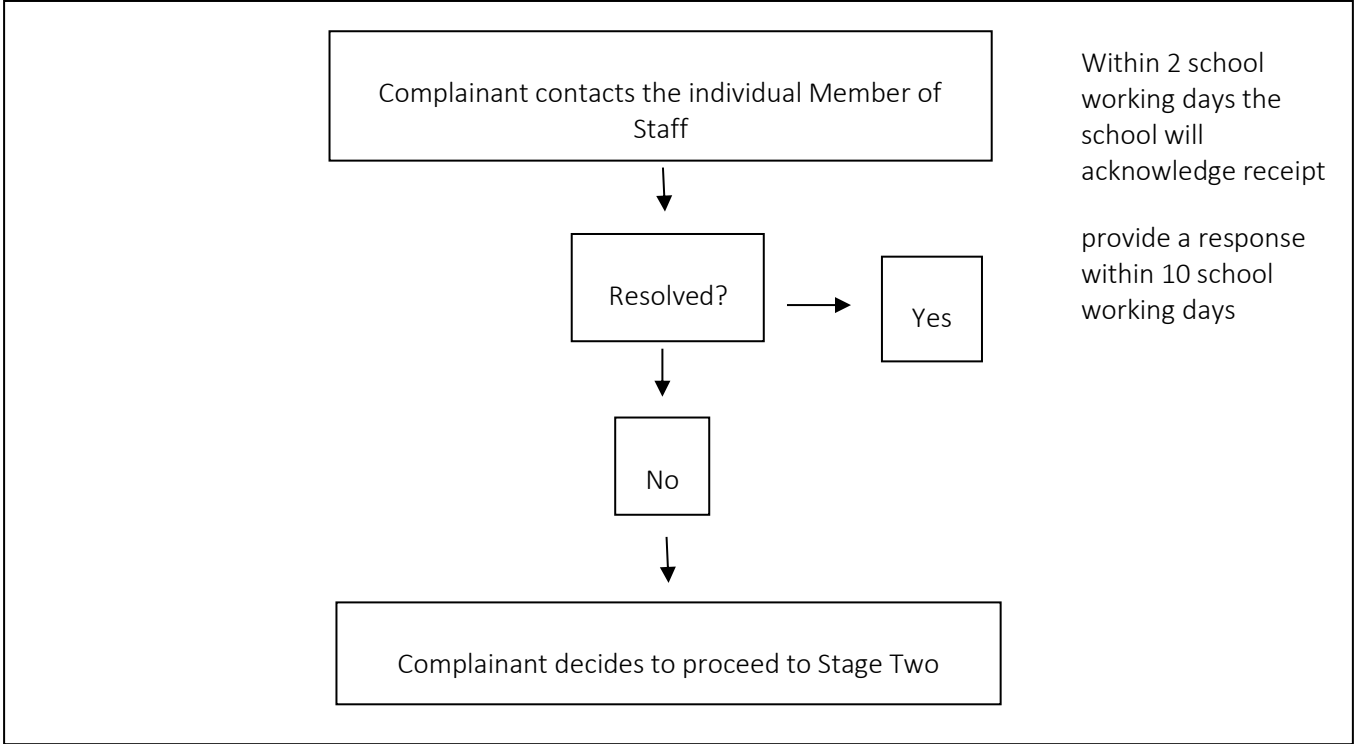 Complainant contacts the individual Member of
Staff
Within 2 school
working days the
school will
acknowledge receipt
provide a response
within 10 school
working days
Resolved?
Yes
No
Complainant decides to proceed to Stage Two